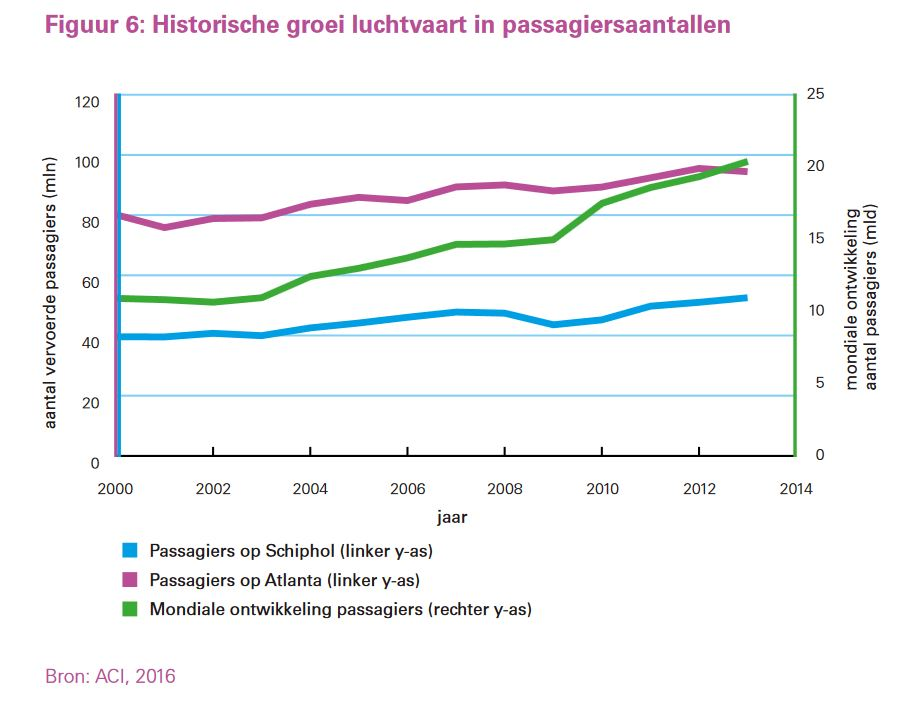 Figuur 6: Historische groei luchtvaart in passagiersaantallen
aantal vervoerde passagiers (mln)
120
100
80
60
40
20
0
25
20
15
10
5
0
mondiale ontwikkeling
aantal passagiers (mld)
2000 2002 2004 2006 2008 2010 2012 2014
jaar
Passagiers op Schiphol (linker y-as)
Passagiers op Atlanta (linker y-as)
Mondiale ontwikkeling passagiers (rechter y-as)
Bron: ACI, 2016